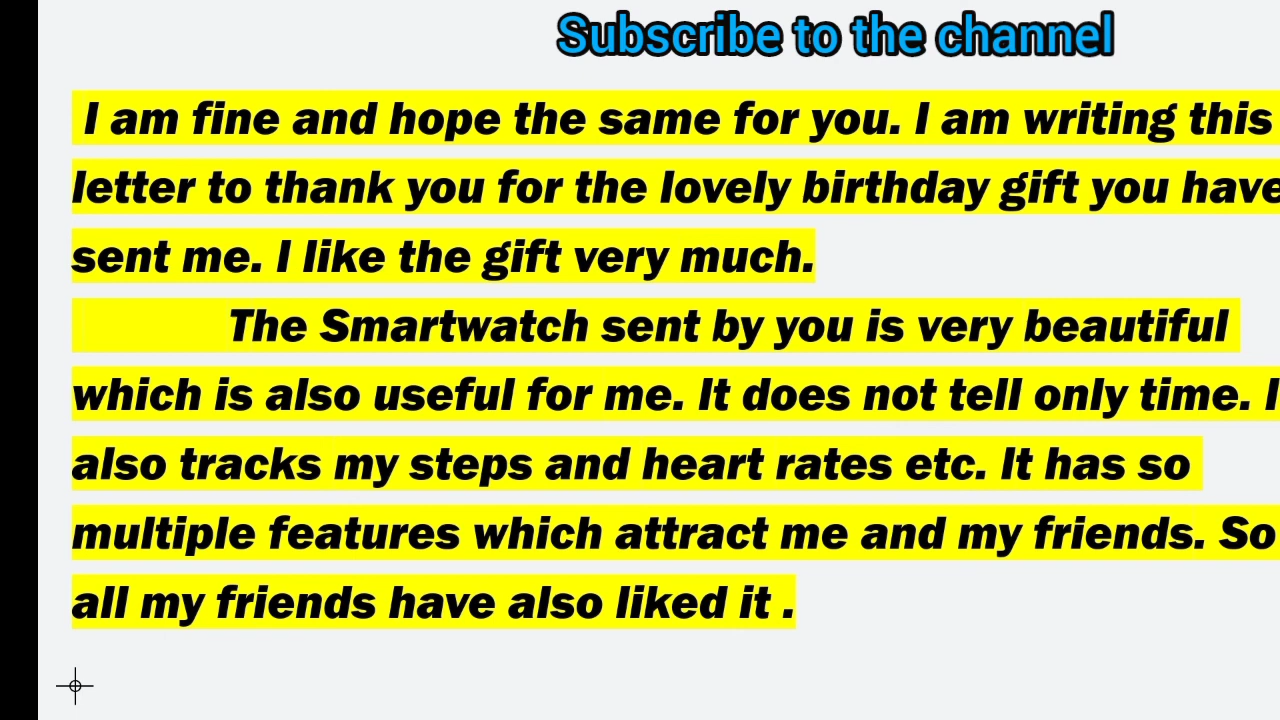 Subscribe to the channel
I am fine and hope the same for you. I am writing this
letter to thank you for the lovely birthday gift you have
sent me. I like the gift very much.
The Smartwatch sent by you is very beautiful
which is also useful for me. It does not tell only time.
also tracks my steps and heart rates etc. It has so
multiple features which attract me and my friends. So
all my friends have also liked it .